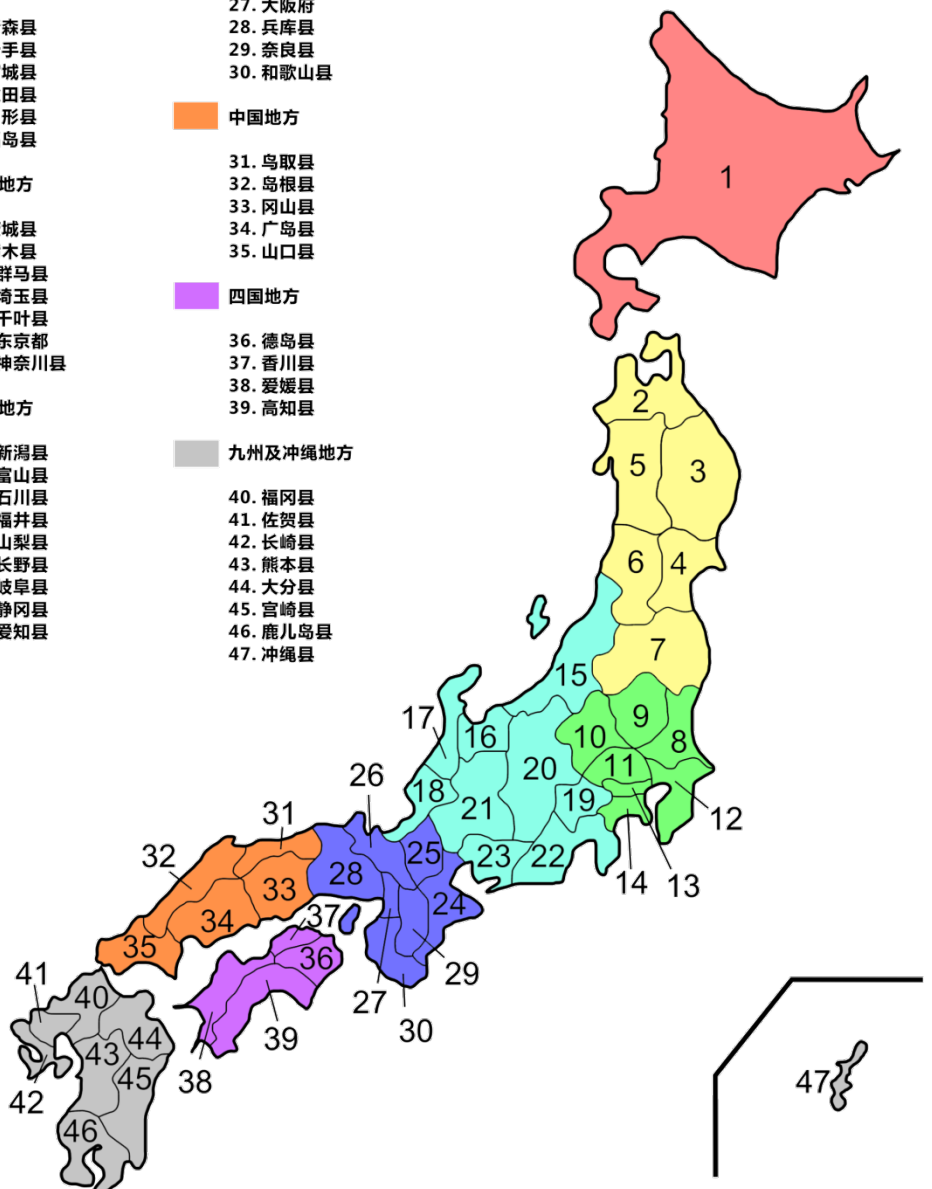 森县
手县
城县
田县
形县
岛县
地方
城县
木县
群马县
埼玉县
千叶县
东京都
神奈川县
地方
新潟县
富山县
石川县
福井县
山梨县
长野县
岐阜县
静冈县
爱知县
27. 大阪府
28. 兵库县
29. 奈良县
30. 和歌山县
中国地方
31. 鸟取县
32. 岛根县
33. 冈山县
34. 广岛县
35. 山口县
四国地方
36. 德岛县
37. 香川县
38. 爱媛县
39. 高知县
九州及冲绳地方
40. 福冈县
41. 佐贺县
42. 长崎县
43. 熊本县
44. 大分县
45. 宫崎县
46. 鹿儿岛县
47. 冲绳县
1
2
5
3
6
4
7
15
9
17
16
10
8
11
20
26
18
19
21
12
31
25
23
22
32
28
14
13
33
24
34
37
35
36
29
41
40
27
30
39
44
43
45
38
42
47
46